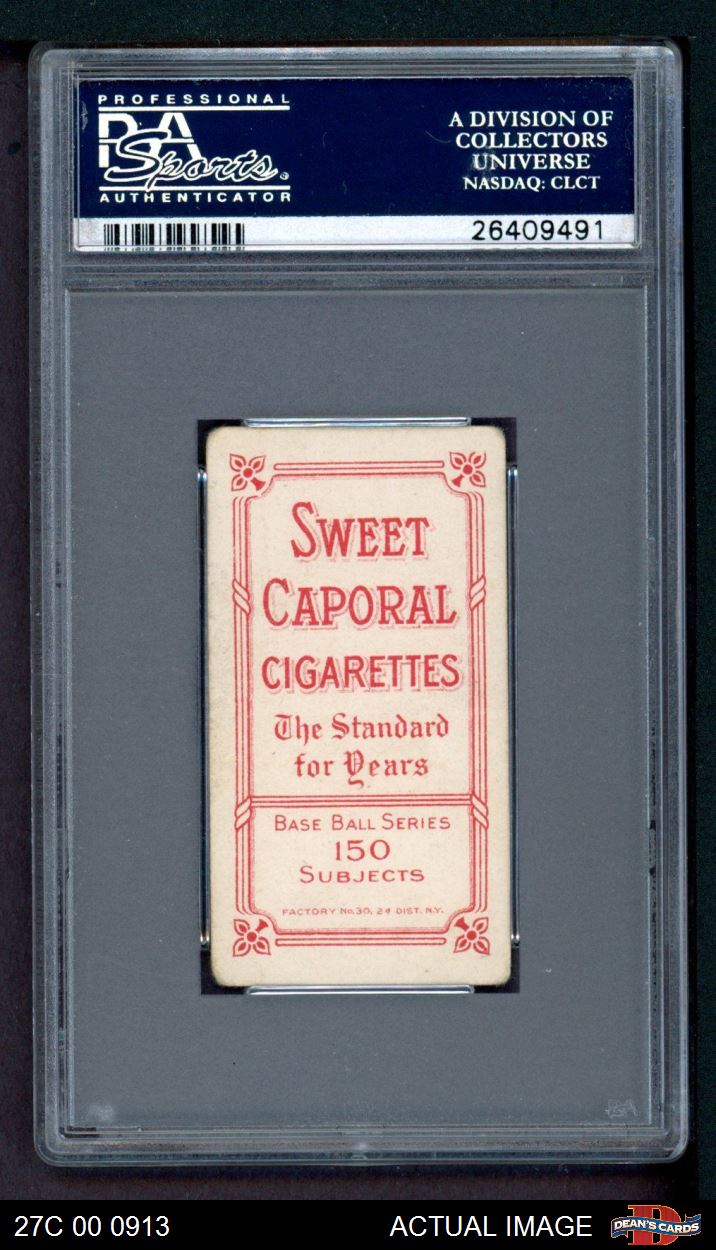 PROFESSIONAL
PSA
Sports
AUTHENTICATOR
A DIVISION OF
COLLECTORS
UNIVERSE
NASDAQ: CLCT
26409491
SWEET
CAPORAL
CIGARETTES
The Standard
for Years
BASE BALL SERIES
150
SUBJECTS
FACTORY No. 30, 2d DIST. N.Y.
PSA
27C 00 0913
ACTUAL IMAGE
D
DEAN'S CARDS